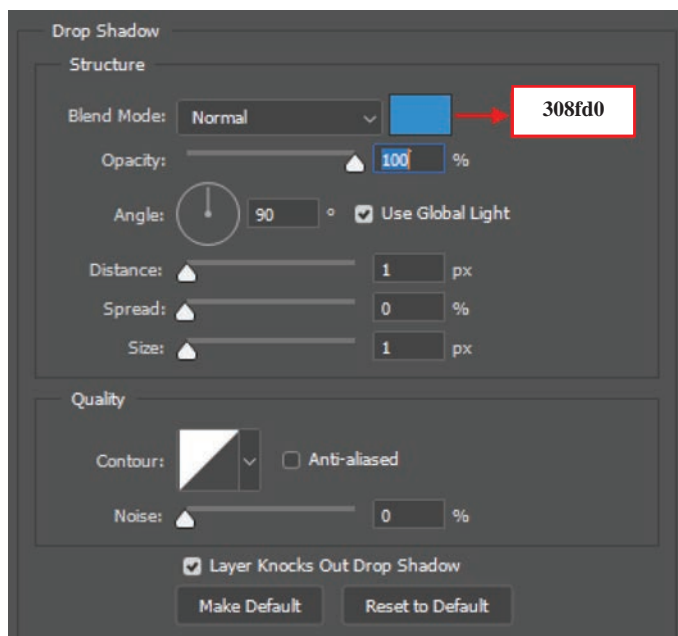 Drop Shadow
Structure
Blend Mode: Normal 308fd0
Opacity: 100 %
Angle: 90 ° Use Global Light
Distance: 1 px
Spread: 0 %
Size: 1 px
Quality
Contour: Anti-aliased
Noise: 0 %
Layer Knocks Out Drop Shadow
Make Default Reset to Default